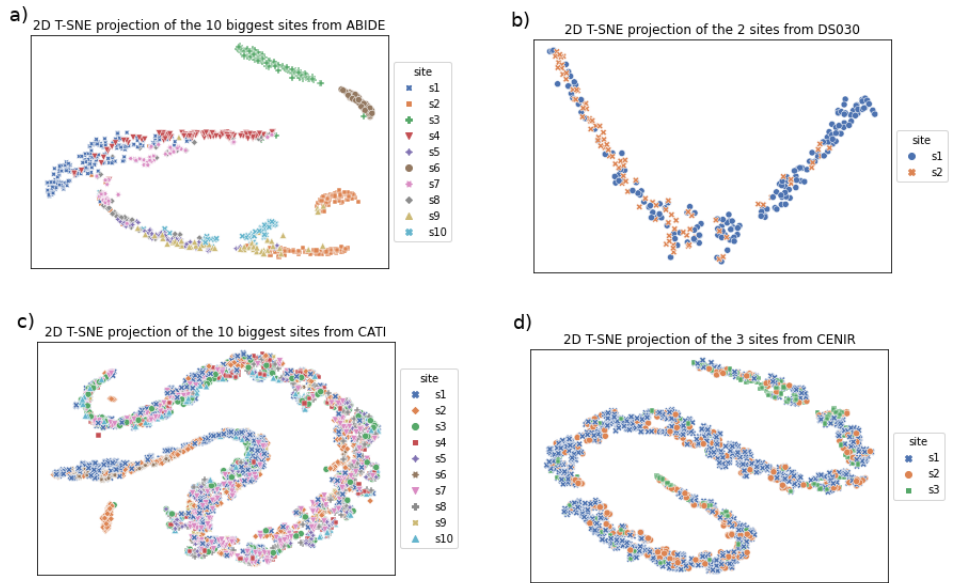 a)
2D T-SNE projection of the 10 biggest sites from ABIDE
site
s1
s2
s3
s4
s5
s6
s7
s8
s9
s10
b)
2D T-SNE projection of the 2 sites from DS030
site
s1
s2
c)
2D T-SNE projection of the 10 biggest sites from CATI
site
s1
s2
s3
s4
s5
s6
s7
s8
s9
s10
d)
2D T-SNE projection of the 3 sites from CENIR
site
s1
s2
s3